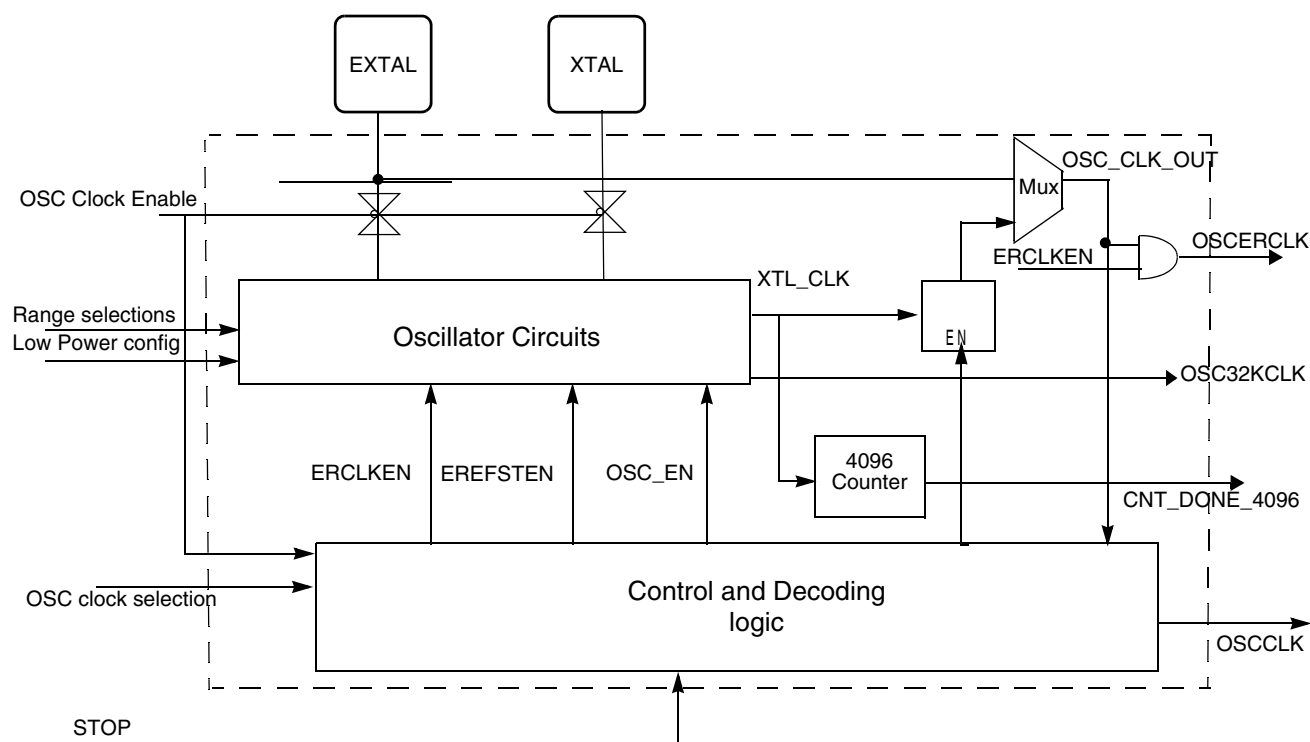 EXTAL
XTAL
OSC_CLK_OUT
Mux
OSC Clock Enable
OSCERCLK
ERCLKEN
XTL_CLK
Range selections
Low Power config
Oscillator Circuits
EN
OSC32KCLK
4096
Counter
ERCLKEN
EREFSTEN
OSC_EN
CNT_DONE_4096
Control and Decoding
logic
OSC clock selection
OSCCLK
STOP